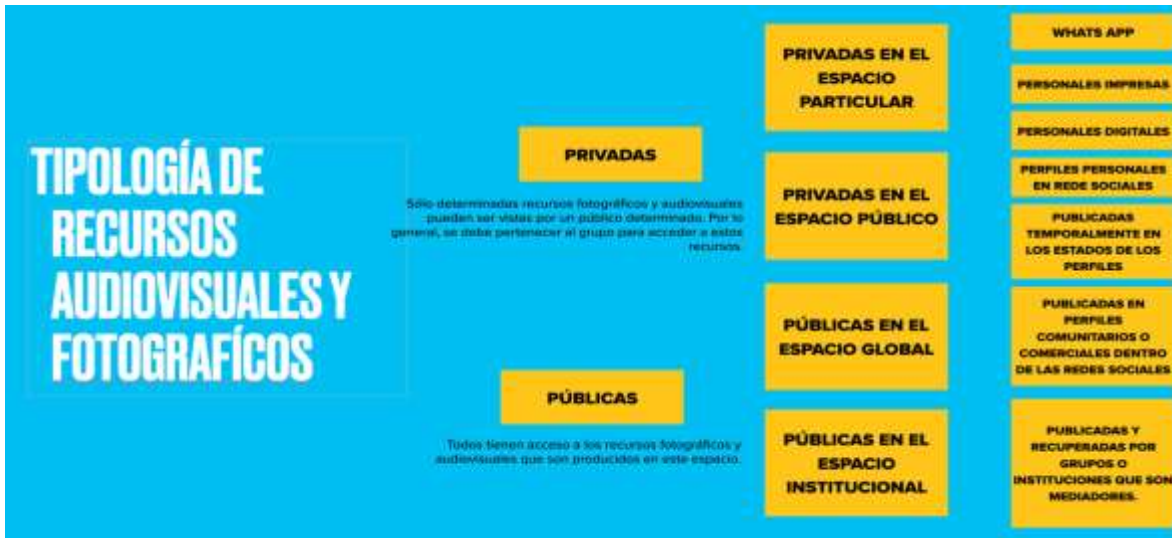 TIPOLOGÍA DE
RECURSOS
AUDIOVISUALES Y
FOTOGRAFÍCOS
PRIVADAS
Sólo determinadas recursos fotográficos y audiovisuales
pueden ser vistas por un público determinado. Por lo
general, se debe pertenecer al grupo para acceder a estos
recursos.
PÚBLICAS
Todos tienen acceso a los recursos fotográficos y
audiovisuales que son producidos en este espacio.
PRIVADAS EN EL
ESPACIO
PARTICULAR
PRIVADAS EN EL
ESPACIO PÚBLICO
PÚBLICAS EN EL
ESPACIO GLOBAL
PÚBLICAS EN EL
ESPACIO
INSTITUCIONAL
WHATS APP
PERSONALES IMPRESAS
PERSONALES DIGITALES
PERFILES PERSONALES
EN REDE SOCIALES
PUBLICADAS
TEMPORALMENTE EN
LOS ESTADOS DE LOS
PERFILES
PUBLICADAS EN
PERFILES
COMUNITARIOS O
COMERCIALES DENTRO
DE LAS REDES SOCIALES
PUBLICADAS Y
RECUPERADAS POR
GRUPOS O
INSTITUCIONES QUE SON
MEDIADORES.